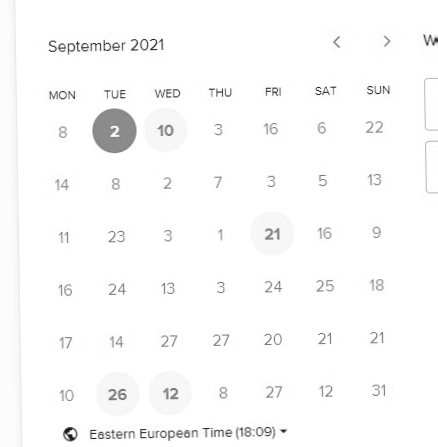 September 2021
MON TUE WED THU FRI SAT SUN
8 2 10 3 16 6 22
14 8 2 7 3 5 13
11 23 3 1 21 16 9
16 24 13 3 24 25 18
17 14 27 27 20 21 21
10 26 12 8 27 12 31
Eastern European Time (18:09)